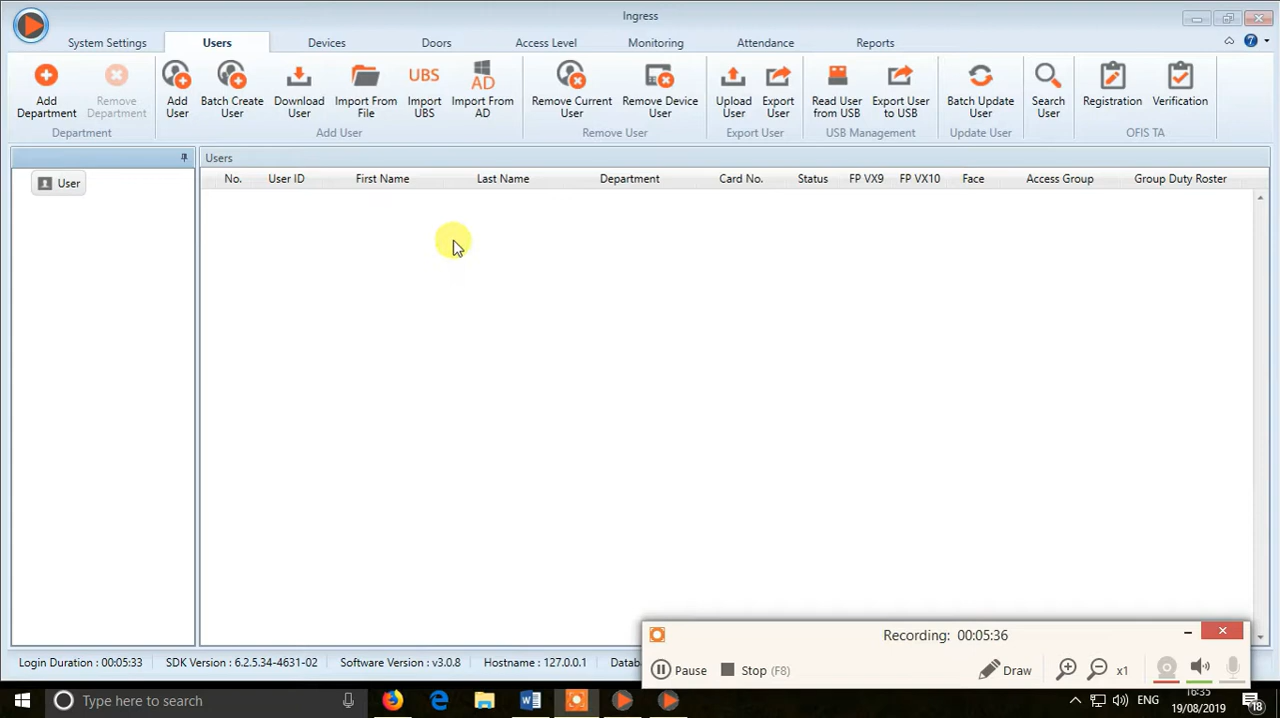 Ingress
System Settings Users Devices Doors Access Level Monitoring Attendance Reports
Add Department
Remove Department
Department
Add User
Batch Create User
Download User
Import From File
UBS
Import UBS
AD
Import From AD
Add User
Remove Current User
Remove Device User
Remove User
Upload User
Export User
Export User
Read User from USB
Export User to USB
USB Management
Batch Update User
Update User
Search User
Registration
Verification
OFIS TA
User
Users
No. User ID First Name Last Name Department Card No. Status FP VX9 FP VX10 Face Access Group Group Duty Roster
Recording: 00:05:36
Pause Stop (F8) Draw x1
Login Duration : 00:05:33 SDK Version : 6.2.5.34-4631-02 Software Version : v3.0.8 Hostname : 127.0.0.1 Datab
Type here to search
ENG
16:35
19/08/2019
18